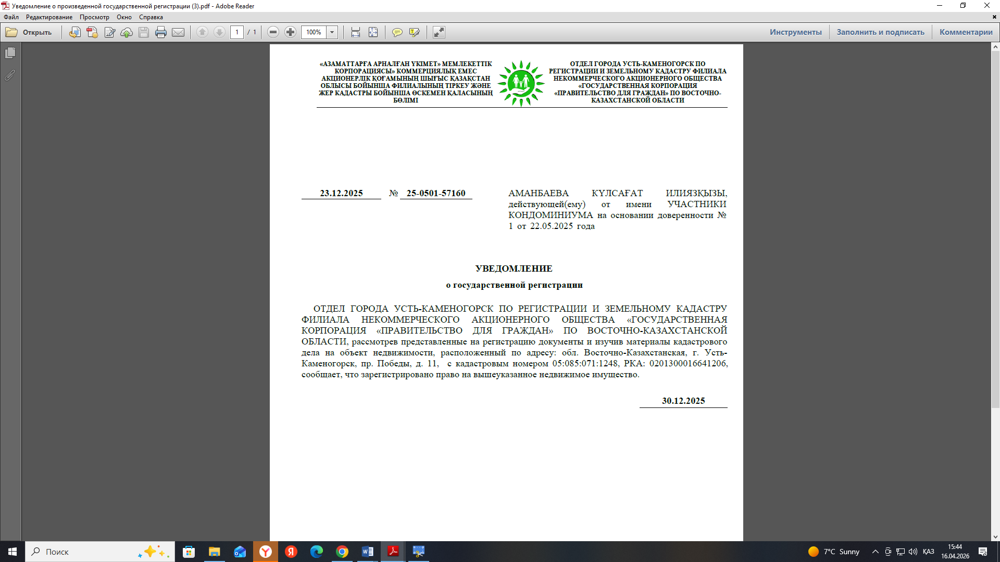 Уведомление о произведенной государственной регистрации (3).pdf - Adobe Reader
Файл Редактирование Просмотр Окно Справка
Открыть 1 / 1 100% Инструменты Заполнить и подписать Комментарии
«АЗАМАТТАРҒА АРНАЛҒАН ҮКІМЕТ» МЕМЛЕКЕТТІК
КОРПОРАЦИЯСЫ» КОММЕРЦИЯЛЫҚ ЕМЕС
АКЦИОНЕРЛІК ҚОҒАМЫНЫҢ ШЫҒЫС ҚАЗАҚСТАН
ОБЛЫСЫ БОЙЫНША ФИЛИАЛЫНЫҢ ТІРКЕУ ЖӘНЕ
ЖЕР КАДАСТРЫ БОЙЫНША ӨСКЕМЕН ҚАЛАСЫНЫҢ
БӨЛІМІ
ОТДЕЛ ГОРОДА УСТЬ-КАМЕНОГОРСК ПО
РЕГИСТРАЦИИ И ЗЕМЕЛЬНОМУ КАДАСТРУ ФИЛИАЛА
НЕКОММЕРЧЕСКОГО АКЦИОНЕРНОГО ОБЩЕСТВА
«ГОСУДАРСТВЕННАЯ КОРПОРАЦИЯ
«ПРАВИТЕЛЬСТВО ДЛЯ ГРАЖДАН» ПО ВОСТОЧНО-
КАЗАХСТАНСКОЙ ОБЛАСТИ
23.12.2025 № 25-0501-57160
АМАНБАЕВА КҮЛСАҒАТ ИЛИЯЗҚЫЗЫ,
действующей(ему) от имени УЧАСТНИКИ
КОНДОМИНИУМА на основании доверенности №
1 от 22.05.2025 года
УВЕДОМЛЕНИЕ
о государственной регистрации
ОТДЕЛ ГОРОДА УСТЬ-КАМЕНОГОРСК ПО РЕГИСТРАЦИИ И ЗЕМЕЛЬНОМУ КАДАСТРУ
ФИЛИАЛА НЕКОММЕРЧЕСКОГО АКЦИОНЕРНОГО ОБЩЕСТВА «ГОСУДАРСТВЕННАЯ
КОРПОРАЦИЯ «ПРАВИТЕЛЬСТВО ДЛЯ ГРАЖДАН» ПО ВОСТОЧНО-КАЗАХСТАНСКОЙ
ОБЛАСТИ, рассмотрев представленные на регистрацию документы и изучив материалы кадастрового
дела на объект недвижимости, расположенный по адресу: обл. Восточно-Казахстанская, г. Усть-
Каменогорск, пр. Победы, д. 11, с кадастровым номером 05:085:071:1248, РКА: 0201300016641206,
сообщает, что зарегистрировано право на вышеуказанное недвижимое имущество.
30.12.2025
Поиск
7°C Sunny ҚАЗ 15:44
16.04.2026